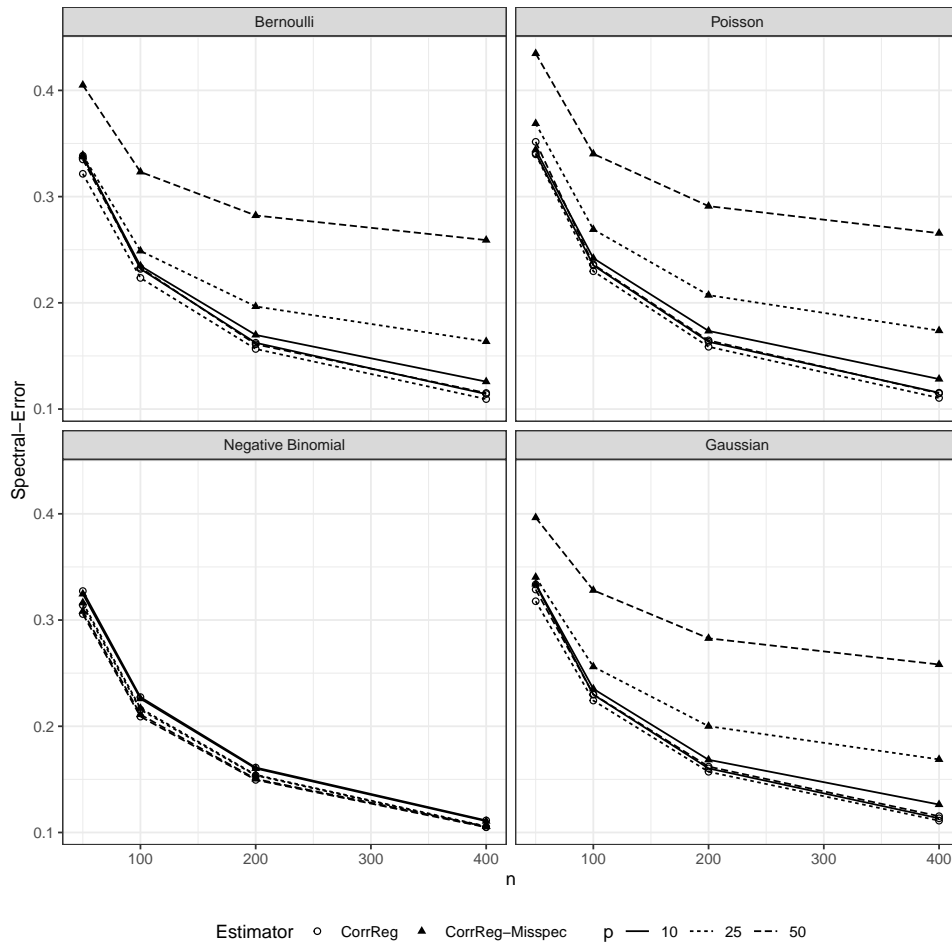 Bernoulli
Poisson
0.4
0.3
0.2
0.1
Spectral−Error
Negative Binomial
Gaussian
0.4
0.3
0.2
0.1
100 200 300 400
100 200 300 400
n
Estimator CorrReg CorrReg−Misspec p 10 25 50